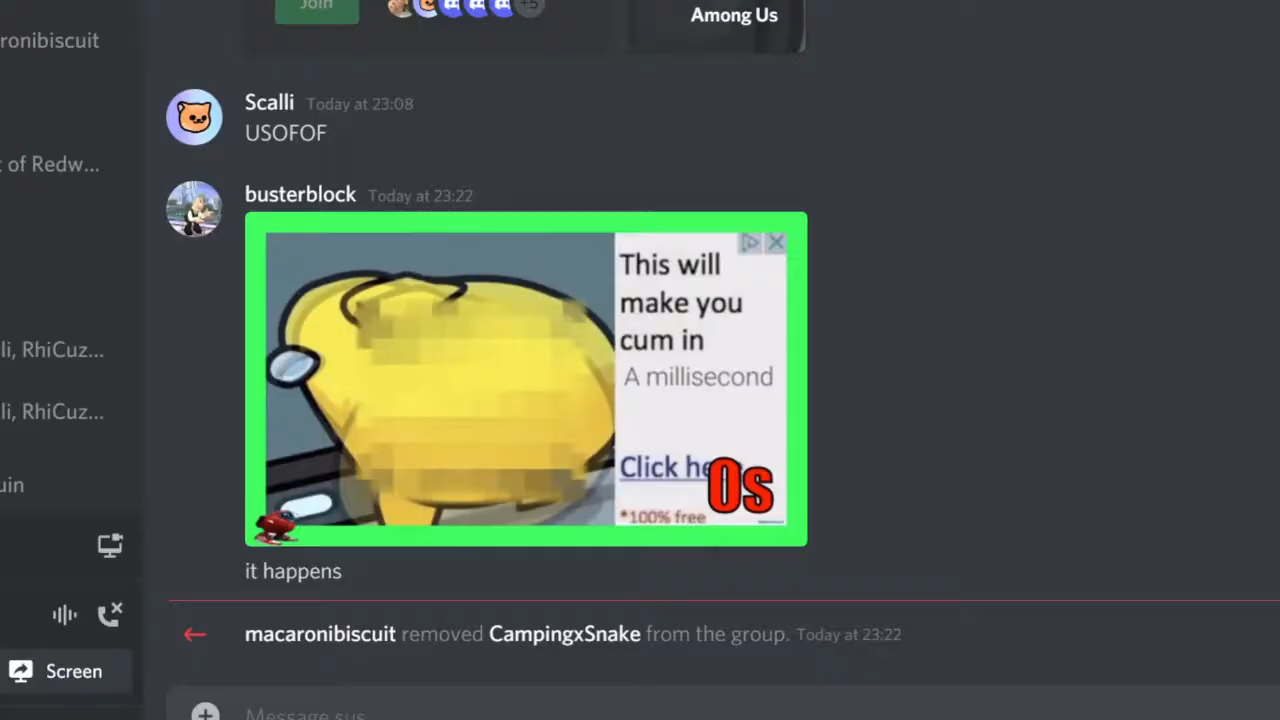 Join
+5
Among Us
ronibiscuit
Scalli Today at 23:08
USOFOF
t of Redw...
busterblock Today at 23:22
This will
make you
cum in
A millisecond
li, RhiCuz...
li, RhiCuz...
Click he
0s
*100% free
uin
it happens
macaronibiscuit removed CampingxSnake from the group. Today at 23:22
Screen
Message sus